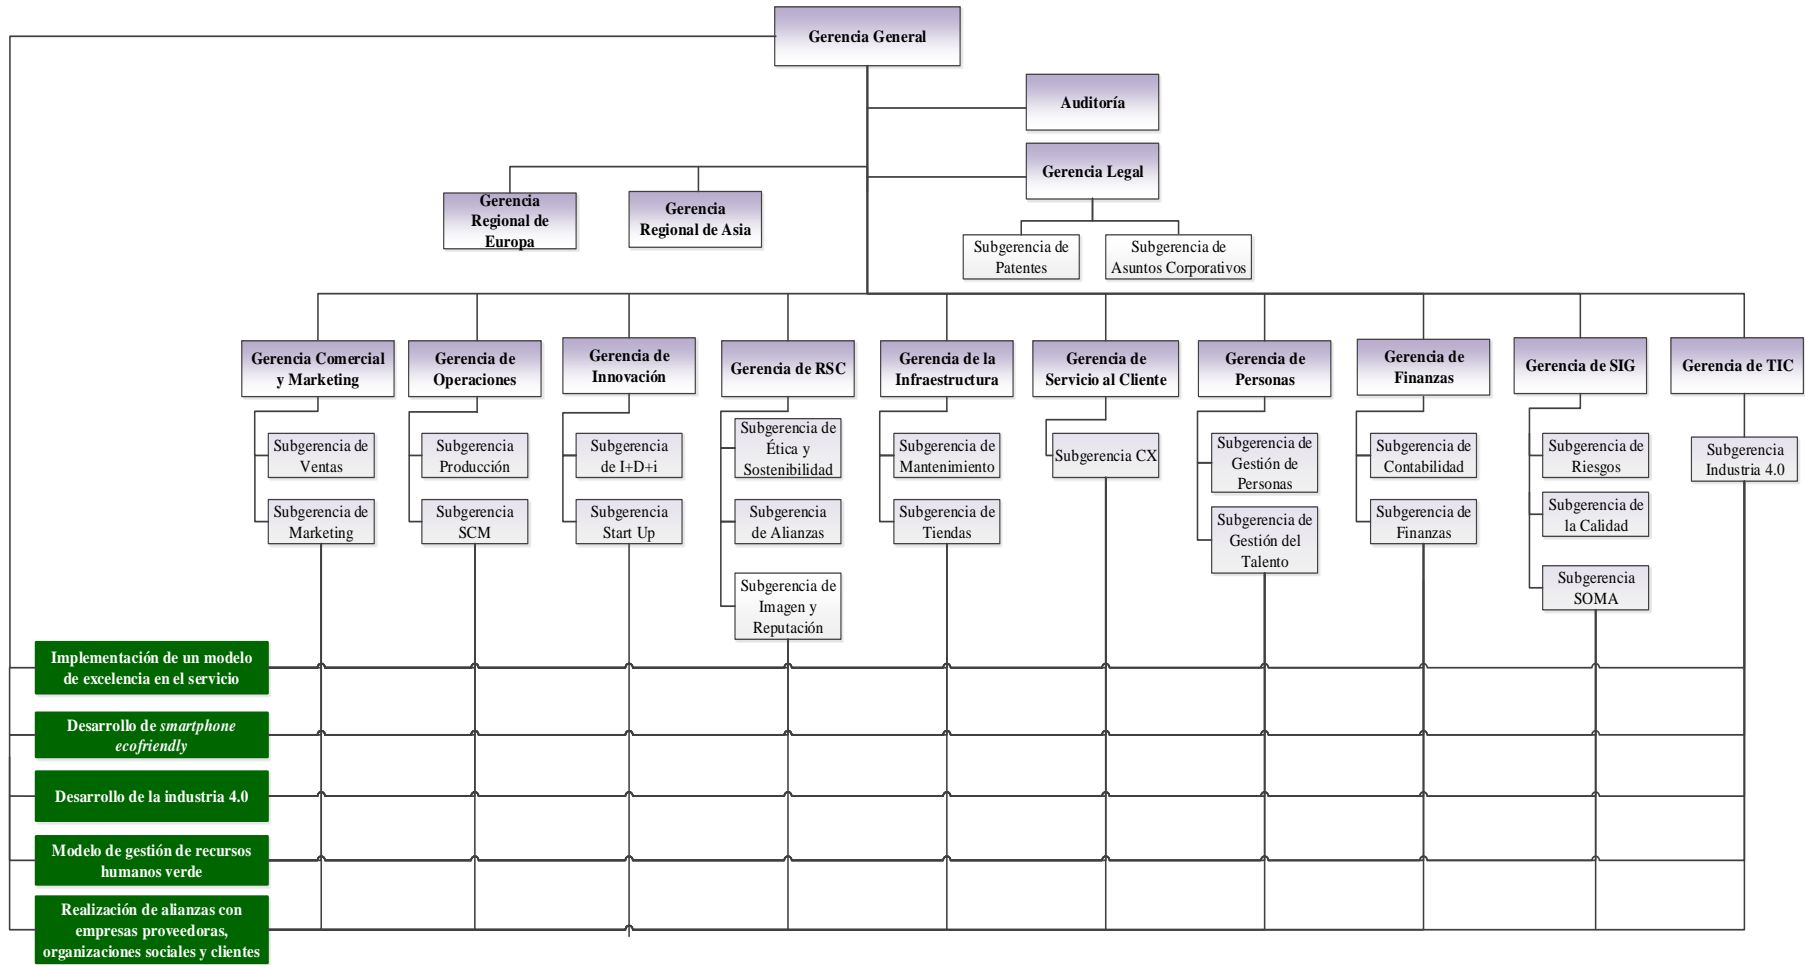 Gerencia General
Auditoría
Gerencia Legal
Gerencia
Regional de
Europa
Gerencia
Regional de Asia
Subgerencia de
Patentes
Subgerencia de
Asuntos Corporativos
Gerencia Comercial
y Marketing
Gerencia de
Operaciones
Gerencia de
Innovación
Gerencia de RSC
Gerencia de la
Infraestructura
Gerencia de
Servicio al Cliente
Gerencia de
Personas
Gerencia de
Finanzas
Gerencia de SIG
Gerencia de TIC
Subgerencia de
Ventas
Subgerencia
Producción
Subgerencia
de I+D+i
Subgerencia de
Ética y
Sostenibilidad
Subgerencia de
Mantenimiento
Subgerencia CX
Subgerencia de
Gestión de
Personas
Subgerencia de
Contabilidad
Subgerencia de
Riesgos
Subgerencia
Industria 4.0
Subgerencia de
Marketing
Subgerencia
SCM
Subgerencia
Start Up
Subgerencia
de Alianzas
Subgerencia de
Tiendas
Subgerencia de
Gestión del
Talento
Subgerencia de
Finanzas
Subgerencia de
la Calidad
Subgerencia de
Imagen y
Reputación
Subgerencia
SOMA
Implementación de un modelo
de excelencia en el servicio
Desarrollo de smartphone
ecofriendly
Desarrollo de la industria 4.0
Modelo de gestión de recursos
humanos verde
Realización de alianzas con
empresas proveedoras,
organizaciones sociales y clientes